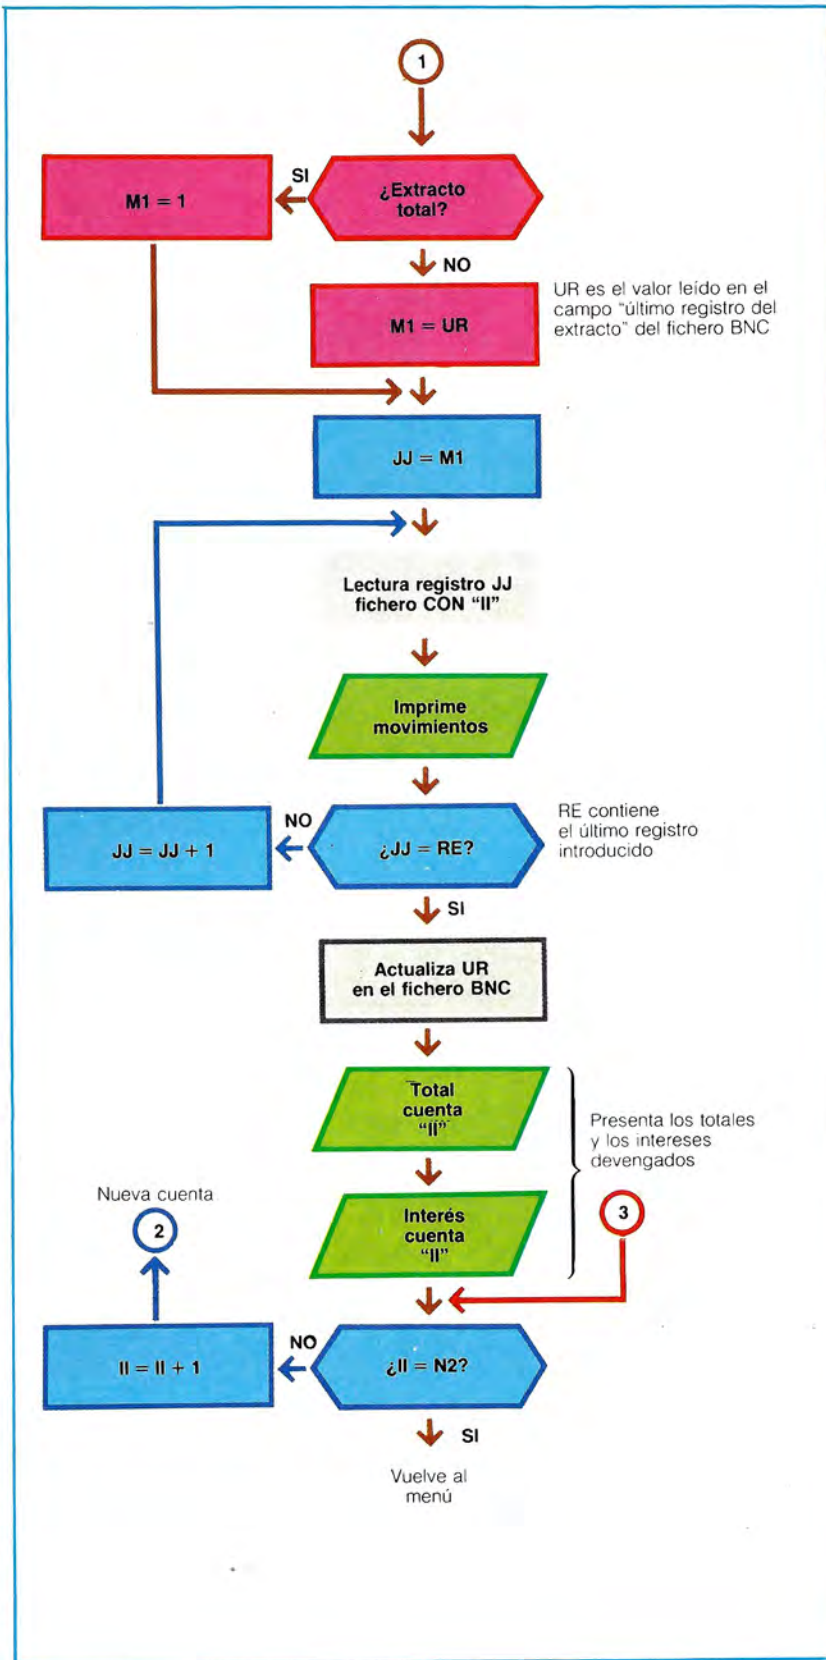 1
¿Extracto
total?
SI
M1 = 1
NO
M1 = UR
UR es el valor leído en el
campo “último registro del
extracto” del fichero BNC
JJ = M1
Lectura registro JJ
fichero CON “II”
Imprime
movimientos
¿JJ = RE?
NO
JJ = JJ + 1
RE contiene
el último registro
introducido
SI
Actualiza UR
en el fichero BNC
Total
cuenta
“II”
Presenta los totales
y los intereses
devengados
Interés
cuenta
“II”
3
Nueva cuenta
2
¿II = N2?
NO
II = II + 1
SI
Vuelve al
menú